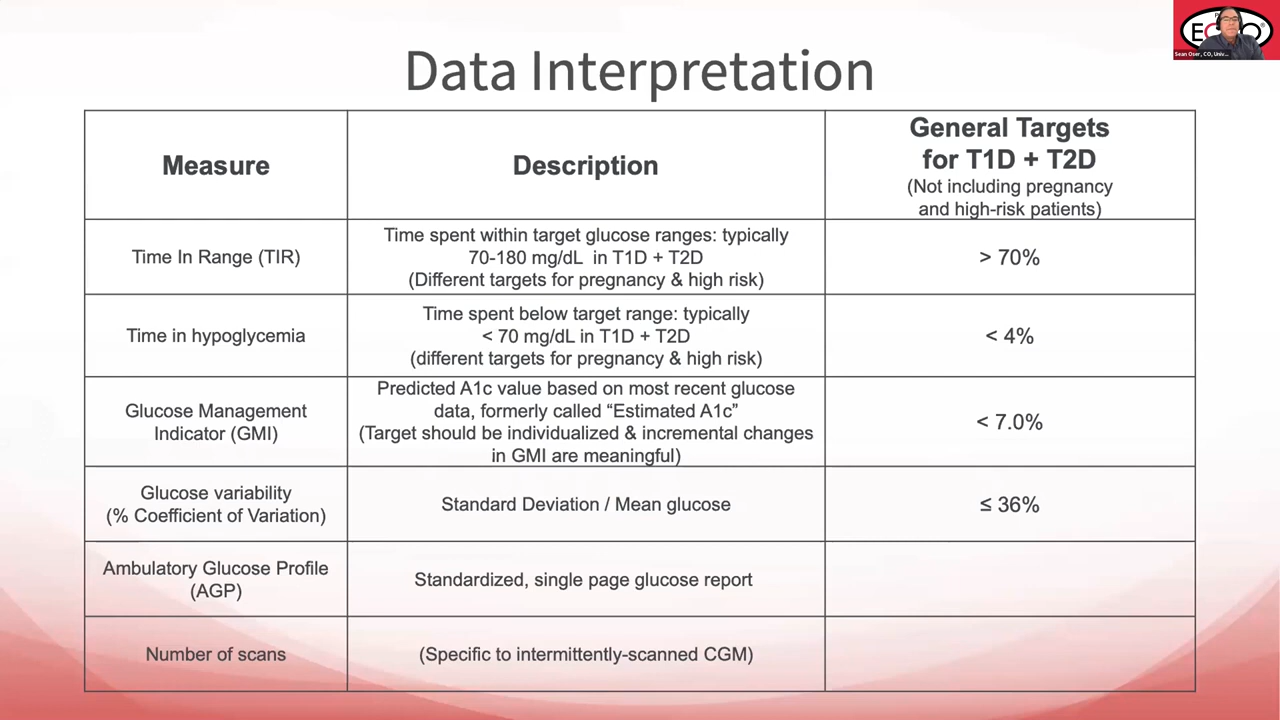 Data Interpretation
Measure
Description
General Targets
for T1D + T2D
(Not including pregnancy
and high-risk patients)
Time In Range (TIR)
Time spent within target glucose ranges: typically
70-180 mg/dL in T1D + T2D
(Different targets for pregnancy & high risk)
> 70%
Time in hypoglycemia
Time spent below target range: typically
< 70 mg/dL in T1D + T2D
(different targets for pregnancy & high risk)
< 4%
Glucose Management
Indicator (GMI)
Predicted A1c value based on most recent glucose
data, formerly called “Estimated A1c”
(Target should be individualized & incremental changes
in GMI are meaningful)
< 7.0%
Glucose variability
(% Coefficient of Variation)
Standard Deviation / Mean glucose
≤ 36%
Ambulatory Glucose Profile
(AGP)
Standardized, single page glucose report
Number of scans
(Specific to intermittently-scanned CGM)
Sean Oser, CO, Univ...